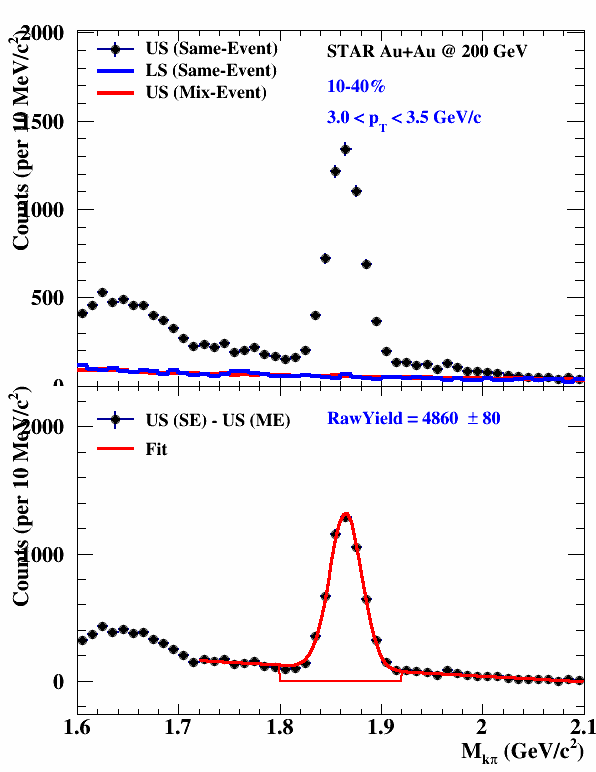 US (Same-Event)
LS (Same-Event)
US (Mix-Event)
STAR Au+Au @ 200 GeV
10-40%
3.0 < p_T < 3.5 GeV/c
Counts (per 10 MeV/c²)
2000
1500
1000
500
0
US (SE) - US (ME)
Fit
RawYield = 4860 ± 80
Counts (per 10 MeV/c²)
2000
1000
0
1.6 1.7 1.8 1.9 2 2.1
M_kπ (GeV/c²)